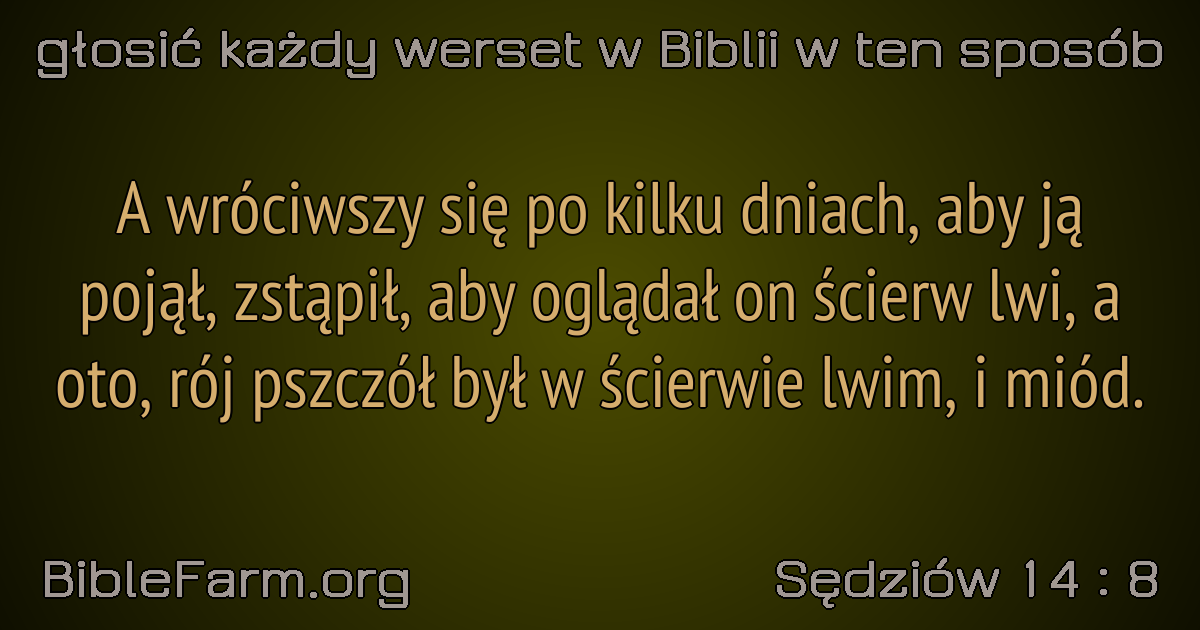 głosić każdy werset w Biblii w ten sposób
A wróciwszy się po kilku dniach, aby ją
pojął, zstąpił, aby oglądał on ścierw lwi, a
oto, rój pszczół był w ścierwie lwim, i miód.
BibleFarm.org
Sędziów 14 : 8